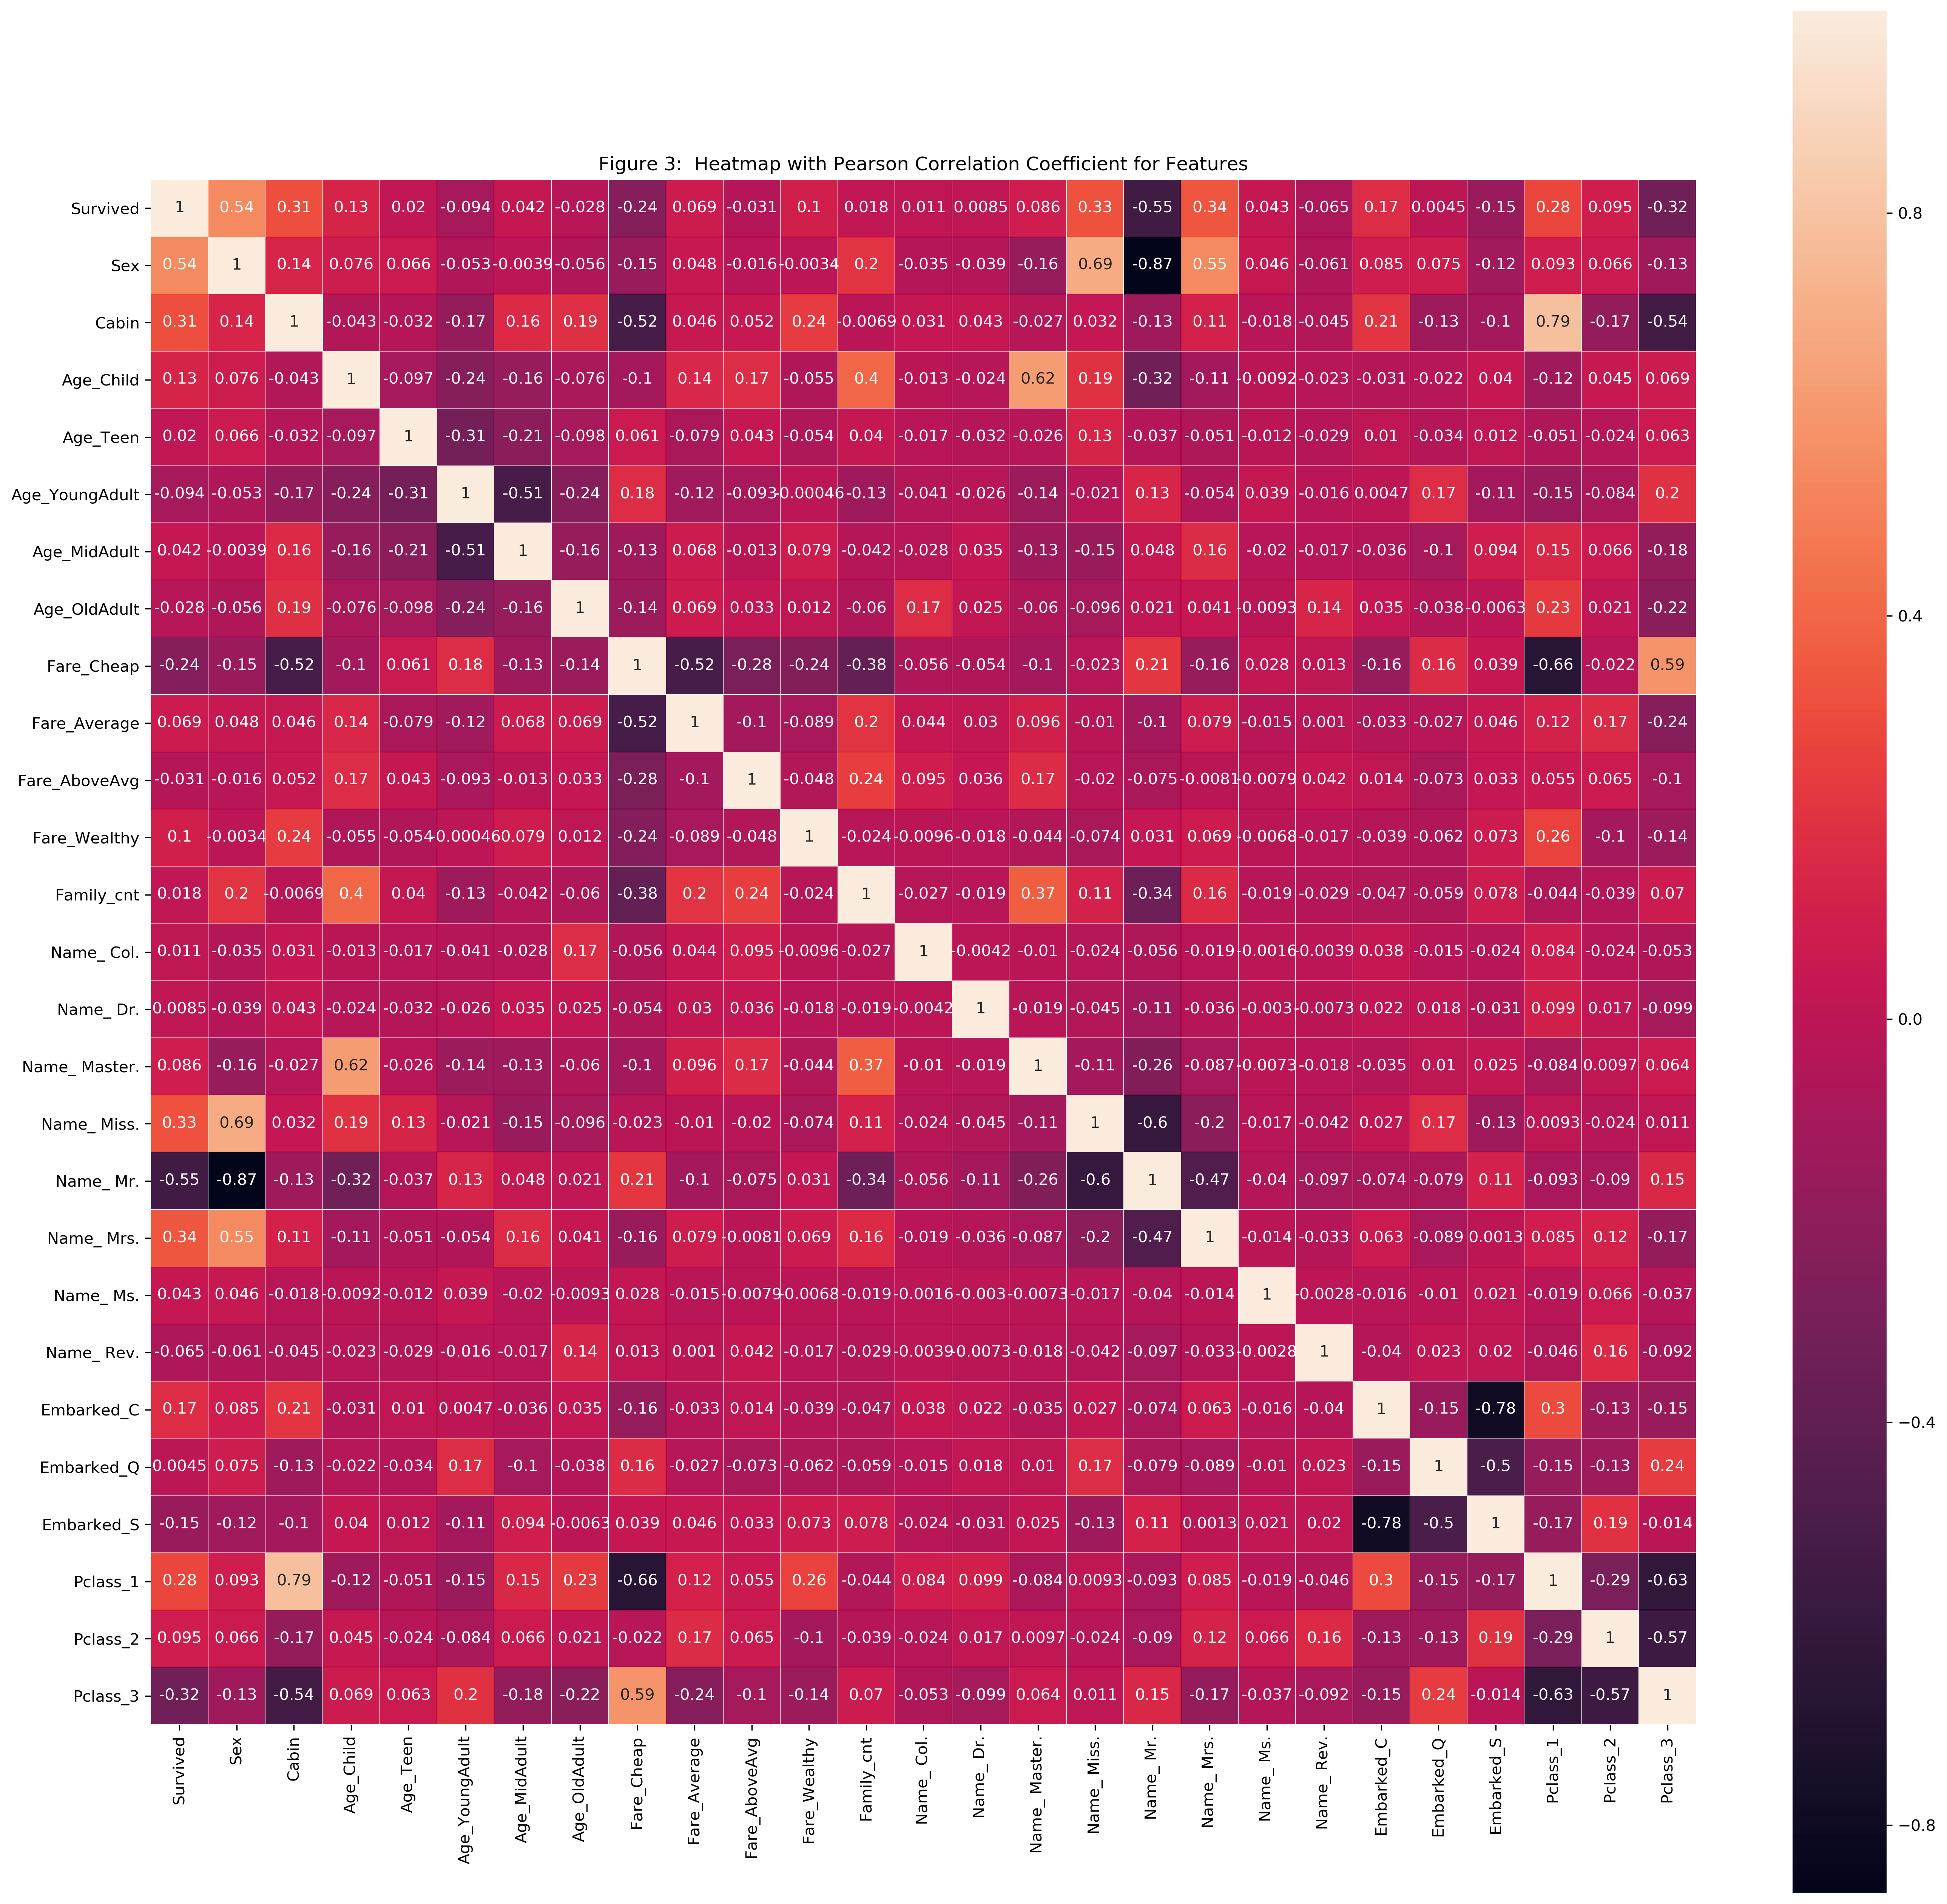 Figure 3:  Heatmap with Pearson Correlation Coefficient for Features
Survived 1 0.54 0.31 0.13 0.02 -0.094 0.042 -0.028 -0.24 0.069 -0.031 0.1 0.018 0.011 0.0085 0.086 0.33 -0.55 0.34 0.043 -0.065 0.17 0.0045 -0.15 0.28 0.095 -0.32
Sex 0.54 1 0.14 0.076 0.066 -0.053 -0.0039 -0.056 -0.15 0.048 -0.016 -0.0034 0.2 -0.035 -0.039 -0.16 0.69 -0.87 0.55 0.046 -0.061 0.085 0.075 -0.12 0.093 0.066 -0.13
Cabin 0.31 0.14 1 -0.043 -0.032 -0.17 0.16 0.19 -0.52 0.046 0.052 0.24 -0.0069 0.031 0.043 -0.027 0.032 -0.13 0.11 -0.018 -0.045 0.21 -0.13 -0.1 0.79 -0.17 -0.54
Age_Child 0.13 0.076 -0.043 1 -0.097 -0.24 -0.16 -0.076 -0.1 0.14 0.17 -0.055 0.4 -0.013 -0.024 0.62 0.19 -0.32 -0.11 -0.0092 -0.023 -0.031 -0.022 0.04 -0.12 0.045 0.069
Age_Teen 0.02 0.066 -0.032 -0.097 1 -0.31 -0.21 -0.098 0.061 -0.079 0.043 -0.054 0.04 -0.017 -0.032 -0.026 0.13 -0.037 -0.051 -0.012 -0.029 0.01 -0.034 0.012 -0.051 -0.024 0.063
Age_YoungAdult -0.094 -0.053 -0.17 -0.24 -0.31 1 -0.51 -0.24 0.18 -0.12 -0.093 -0.00046 -0.13 -0.041 -0.026 -0.14 -0.021 0.13 -0.054 0.039 -0.016 0.0047 0.17 -0.11 -0.15 -0.084 0.2
Age_MidAdult 0.042 -0.0039 0.16 -0.16 -0.21 -0.51 1 -0.16 -0.13 0.068 -0.013 0.079 -0.042 -0.028 0.035 -0.13 -0.15 0.048 0.16 -0.02 -0.017 -0.036 -0.1 0.094 0.15 0.066 -0.18
Age_OldAdult -0.028 -0.056 0.19 -0.076 -0.098 -0.24 -0.16 1 -0.14 0.069 0.033 0.012 -0.06 0.17 0.025 -0.06 -0.096 0.021 0.041 -0.0093 0.14 0.035 -0.038 -0.0063 0.23 0.021 -0.22
Fare_Cheap -0.24 -0.15 -0.52 -0.1 0.061 0.18 -0.13 -0.14 1 -0.52 -0.28 -0.24 -0.38 -0.056 -0.054 -0.1 -0.023 0.21 -0.16 0.028 0.013 -0.16 0.16 0.039 -0.66 -0.022 0.59
Fare_Average 0.069 0.048 0.046 0.14 -0.079 -0.12 0.068 0.069 -0.52 1 -0.1 -0.089 0.2 0.044 0.03 0.096 -0.01 -0.1 0.079 -0.015 0.001 -0.033 -0.027 0.046 0.12 0.17 -0.24
Fare_AboveAvg -0.031 -0.016 0.052 0.17 0.043 -0.093 -0.013 0.033 -0.28 -0.1 1 -0.048 0.24 0.095 0.036 0.17 -0.02 -0.075 -0.0081 -0.0079 0.042 0.014 -0.073 0.033 0.055 0.065 -0.1
Fare_Wealthy 0.1 -0.0034 0.24 -0.055 -0.054 -0.00046 0.079 0.012 -0.24 -0.089 -0.048 1 -0.024 -0.0096 -0.018 -0.044 -0.074 0.031 0.069 -0.0068 -0.017 -0.039 -0.062 0.073 0.26 -0.1 -0.14
Family_cnt 0.018 0.2 -0.0069 0.4 0.04 -0.13 -0.042 -0.06 -0.38 0.2 0.24 -0.024 1 -0.027 -0.019 0.37 0.11 -0.34 0.16 -0.019 -0.029 -0.047 -0.059 0.078 -0.044 -0.039 0.07
Name_ Col. 0.011 -0.035 0.031 -0.013 -0.017 -0.041 -0.028 0.17 -0.056 0.044 0.095 -0.0096 -0.027 1 -0.0042 -0.01 -0.024 -0.056 -0.019 -0.0016 -0.0039 0.038 -0.015 -0.024 0.084 -0.024 -0.053
Name_ Dr. 0.0085 -0.039 0.043 -0.024 -0.032 -0.026 0.035 0.025 -0.054 0.03 0.036 -0.018 -0.019 -0.0042 1 -0.019 -0.045 -0.11 -0.036 -0.003 -0.0073 0.022 0.018 -0.031 0.099 0.017 -0.099
Name_ Master. 0.086 -0.16 -0.027 0.62 -0.026 -0.14 -0.13 -0.06 -0.1 0.096 0.17 -0.044 0.37 -0.01 -0.019 1 -0.11 -0.26 -0.087 -0.0073 -0.018 -0.035 0.01 0.025 -0.084 0.0097 0.064
Name_ Miss. 0.33 0.69 0.032 0.19 0.13 -0.021 -0.15 -0.096 -0.023 -0.01 -0.02 -0.074 0.11 -0.024 -0.045 -0.11 1 -0.6 -0.2 -0.017 -0.042 0.027 0.17 -0.13 0.0093 -0.024 0.011
Name_ Mr. -0.55 -0.87 -0.13 -0.32 -0.037 0.13 0.048 0.021 0.21 -0.1 -0.075 0.031 -0.34 -0.056 -0.11 -0.26 -0.6 1 -0.47 -0.04 -0.097 -0.074 -0.079 0.11 -0.093 -0.09 0.15
Name_ Mrs. 0.34 0.55 0.11 -0.11 -0.051 -0.054 0.16 0.041 -0.16 0.079 -0.0081 0.069 0.16 -0.019 -0.036 -0.087 -0.2 -0.47 1 -0.014 -0.033 0.063 -0.089 0.0013 0.085 0.12 -0.17
Name_ Ms. 0.043 0.046 -0.018 -0.0092 -0.012 0.039 -0.02 -0.0093 0.028 -0.015 -0.0079 -0.0068 -0.019 -0.0016 -0.003 -0.0073 -0.017 -0.04 -0.014 1 -0.0028 -0.016 -0.01 0.021 -0.019 0.066 -0.037
Name_ Rev. -0.065 -0.061 -0.045 -0.023 -0.029 -0.016 -0.017 0.14 0.013 0.001 0.042 -0.017 -0.029 -0.0039 -0.0073 -0.018 -0.042 -0.097 -0.033 -0.0028 1 -0.04 0.023 0.02 -0.046 0.16 -0.092
Embarked_C 0.17 0.085 0.21 -0.031 0.01 0.0047 -0.036 0.035 -0.16 -0.033 0.014 -0.039 -0.047 0.038 0.022 -0.035 0.027 -0.074 0.063 -0.016 -0.04 1 -0.15 -0.78 0.3 -0.13 -0.15
Embarked_Q 0.0045 0.075 -0.13 -0.022 -0.034 0.17 -0.1 -0.038 0.16 -0.027 -0.073 -0.062 -0.059 -0.015 0.018 0.01 0.17 -0.079 -0.089 -0.01 0.023 -0.15 1 -0.5 -0.15 -0.13 0.24
Embarked_S -0.15 -0.12 -0.1 0.04 0.012 -0.11 0.094 -0.0063 0.039 0.046 0.033 0.073 0.078 -0.024 -0.031 0.025 -0.13 0.11 0.0013 0.021 0.02 -0.78 -0.5 1 -0.17 0.19 -0.014
Pclass_1 0.28 0.093 0.79 -0.12 -0.051 -0.15 0.15 0.23 -0.66 0.12 0.055 0.26 -0.044 0.084 0.099 -0.084 0.0093 -0.093 0.085 -0.019 -0.046 0.3 -0.15 -0.17 1 -0.29 -0.63
Pclass_2 0.095 0.066 -0.17 0.045 -0.024 -0.084 0.066 0.021 -0.022 0.17 0.065 -0.1 -0.039 -0.024 0.017 0.0097 -0.024 -0.09 0.12 0.066 0.16 -0.13 -0.13 0.19 -0.29 1 -0.57
Pclass_3 -0.32 -0.13 -0.54 0.069 0.063 0.2 -0.18 -0.22 0.59 -0.24 -0.1 -0.14 0.07 -0.053 -0.099 0.064 0.011 0.15 -0.17 -0.037 -0.092 -0.15 0.24 -0.014 -0.63 -0.57 1
Survived
Sex
Cabin
Age_Child
Age_Teen
Age_YoungAdult
Age_MidAdult
Age_OldAdult
Fare_Cheap
Fare_Average
Fare_AboveAvg
Fare_Wealthy
Family_cnt
Name_ Col.
Name_ Dr.
Name_ Master.
Name_ Miss.
Name_ Mr.
Name_ Mrs.
Name_ Ms.
Name_ Rev.
Embarked_C
Embarked_Q
Embarked_S
Pclass_1
Pclass_2
Pclass_3
0.8
0.4
0.0
−0.4
−0.8